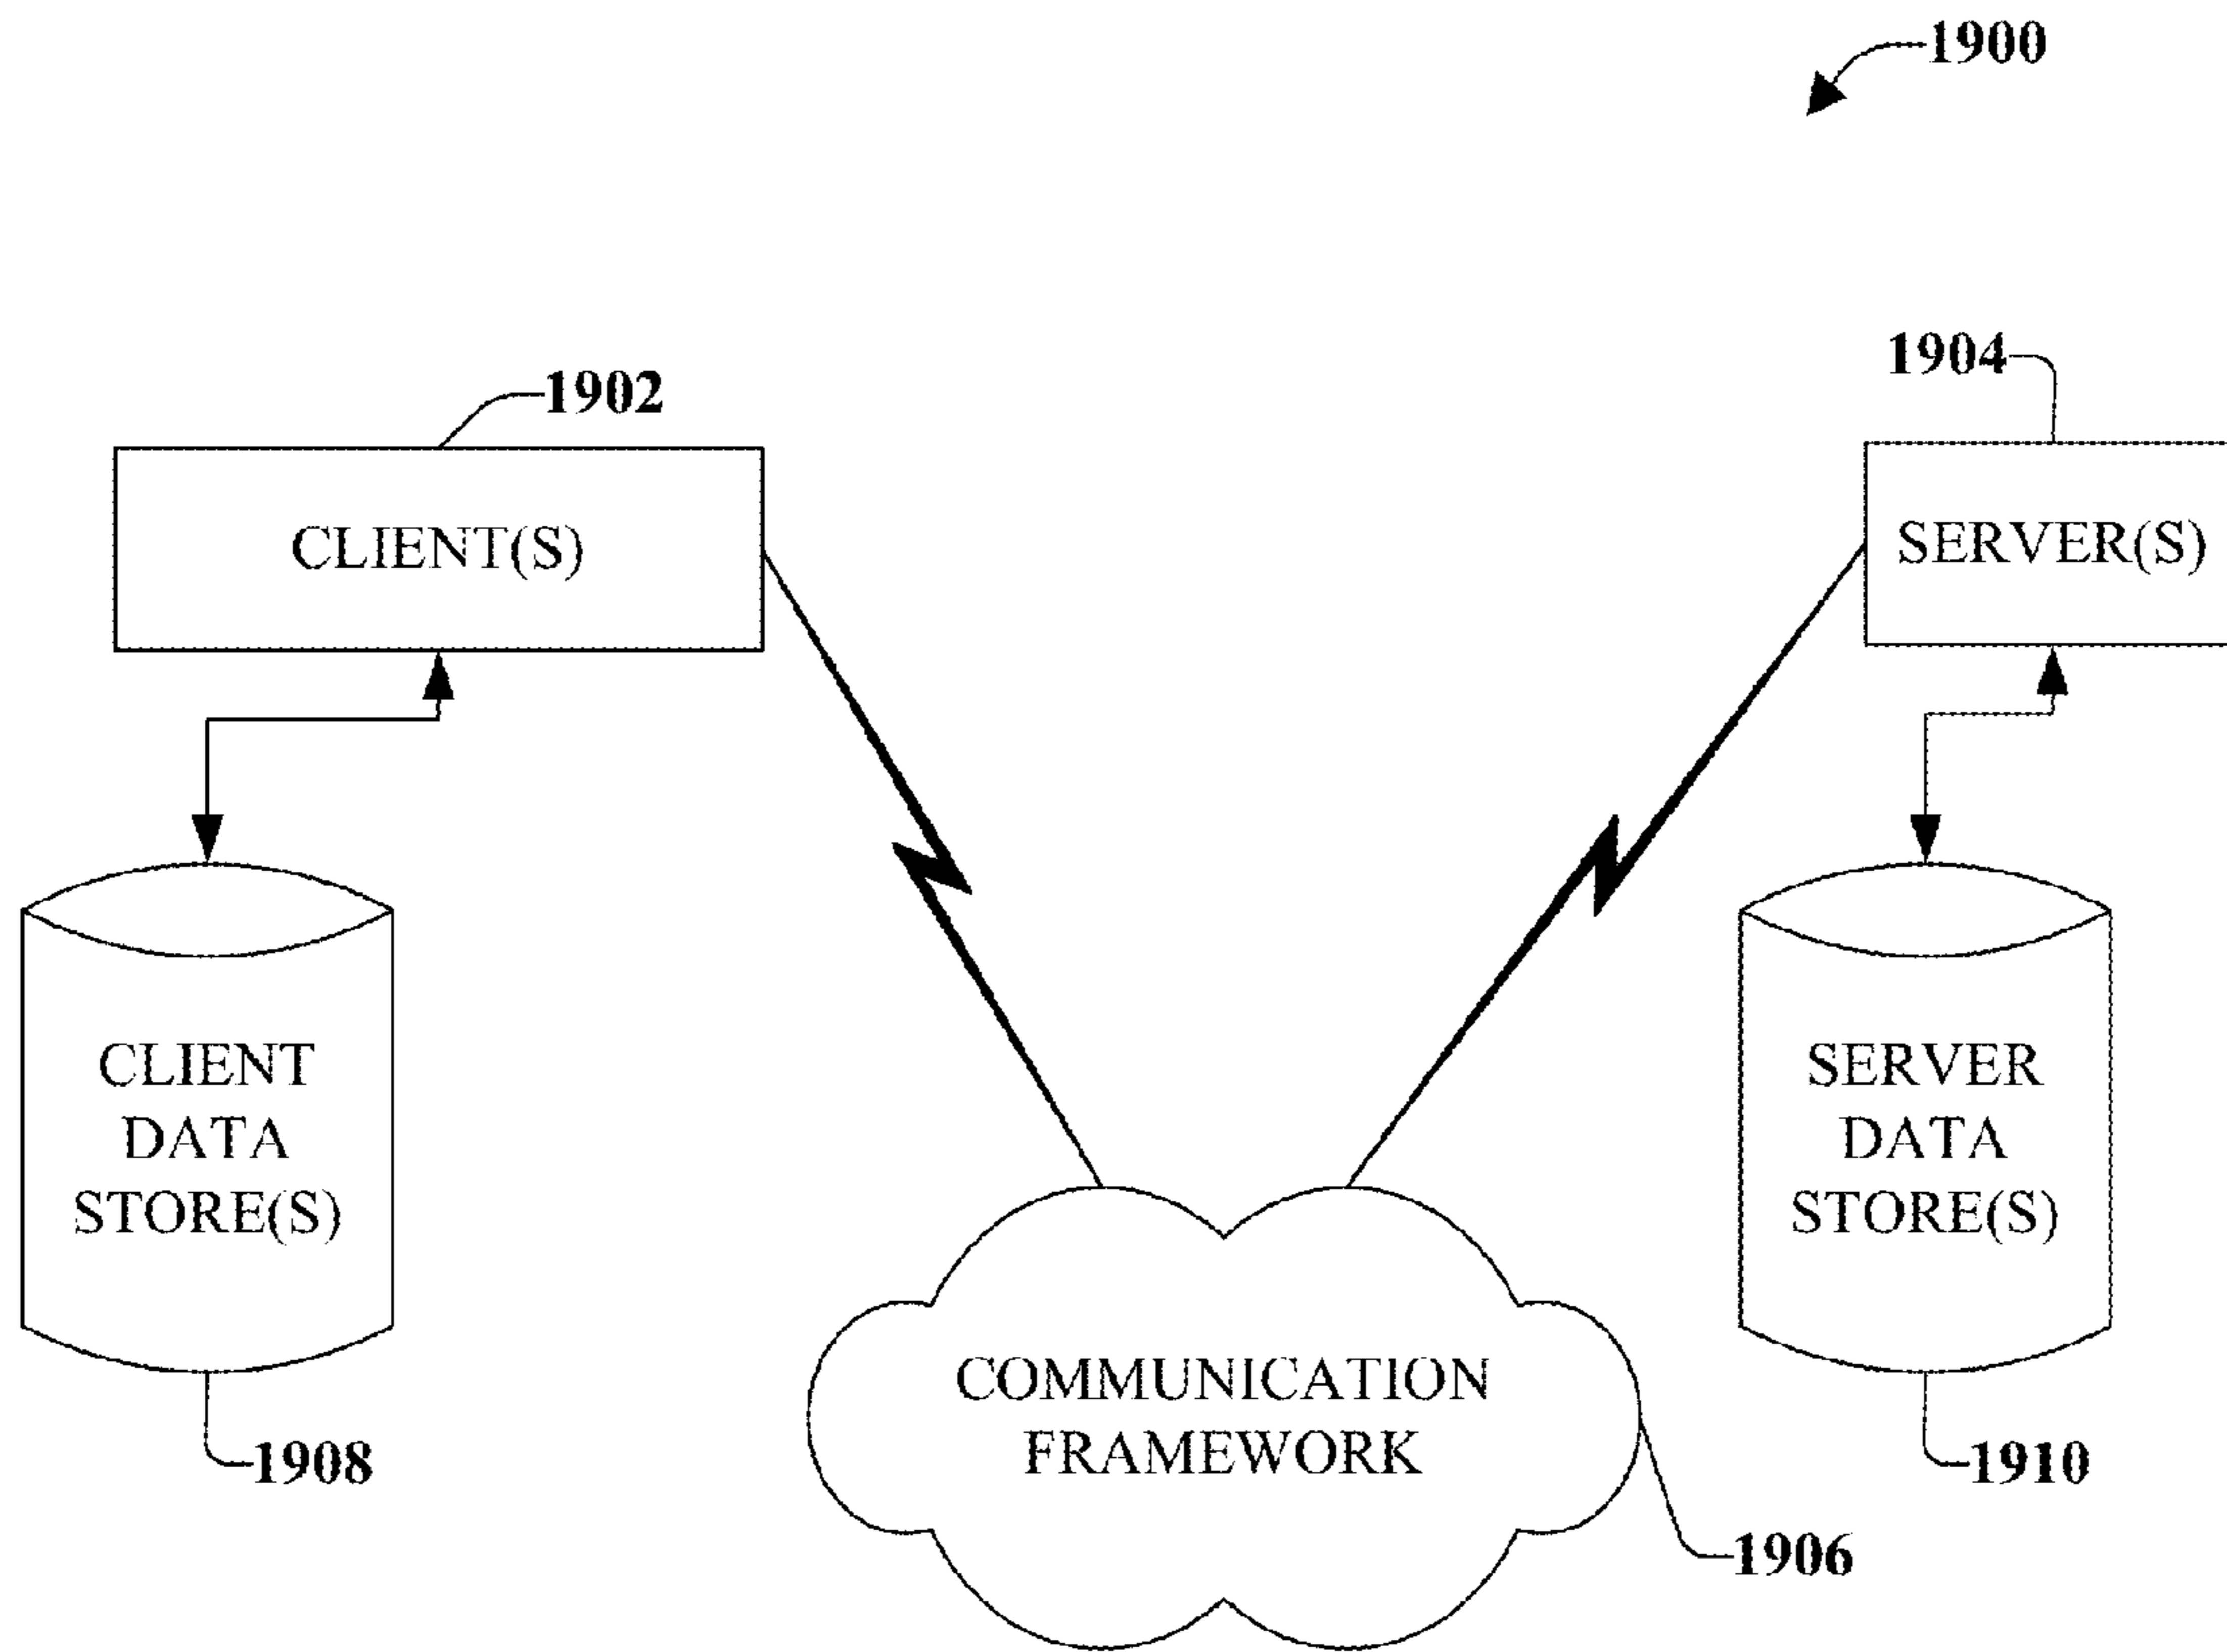 1900
1904
1902
CLIENT(S)
SERVER(S)
CLIENT
DATA
STORE(S)
SERVER
DATA
STORE(S)
COMMUNICATION
FRAMEWORK
1908
1910
1906